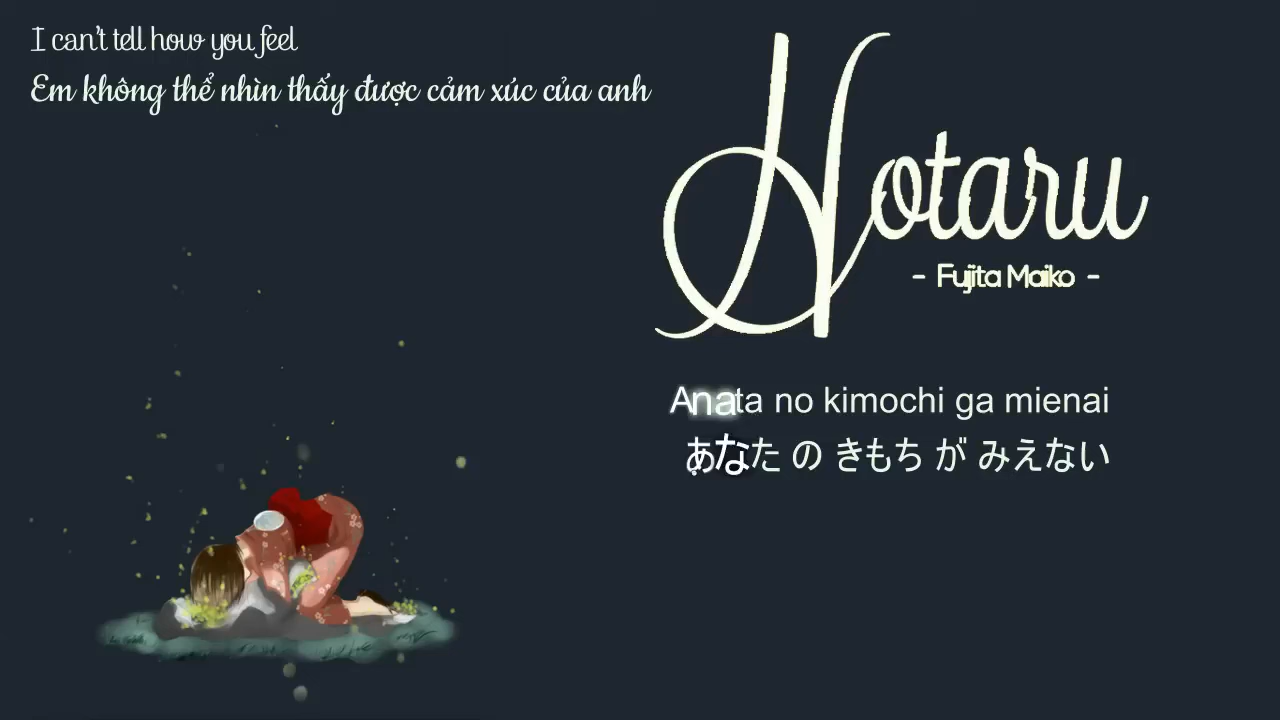 I can't tell how you feel
Em không thể nhìn thấy được cảm xúc của anh
Hotaru
- Fujita Maiko -
Anata no kimochi ga mienai
あなた の きもち が みえない